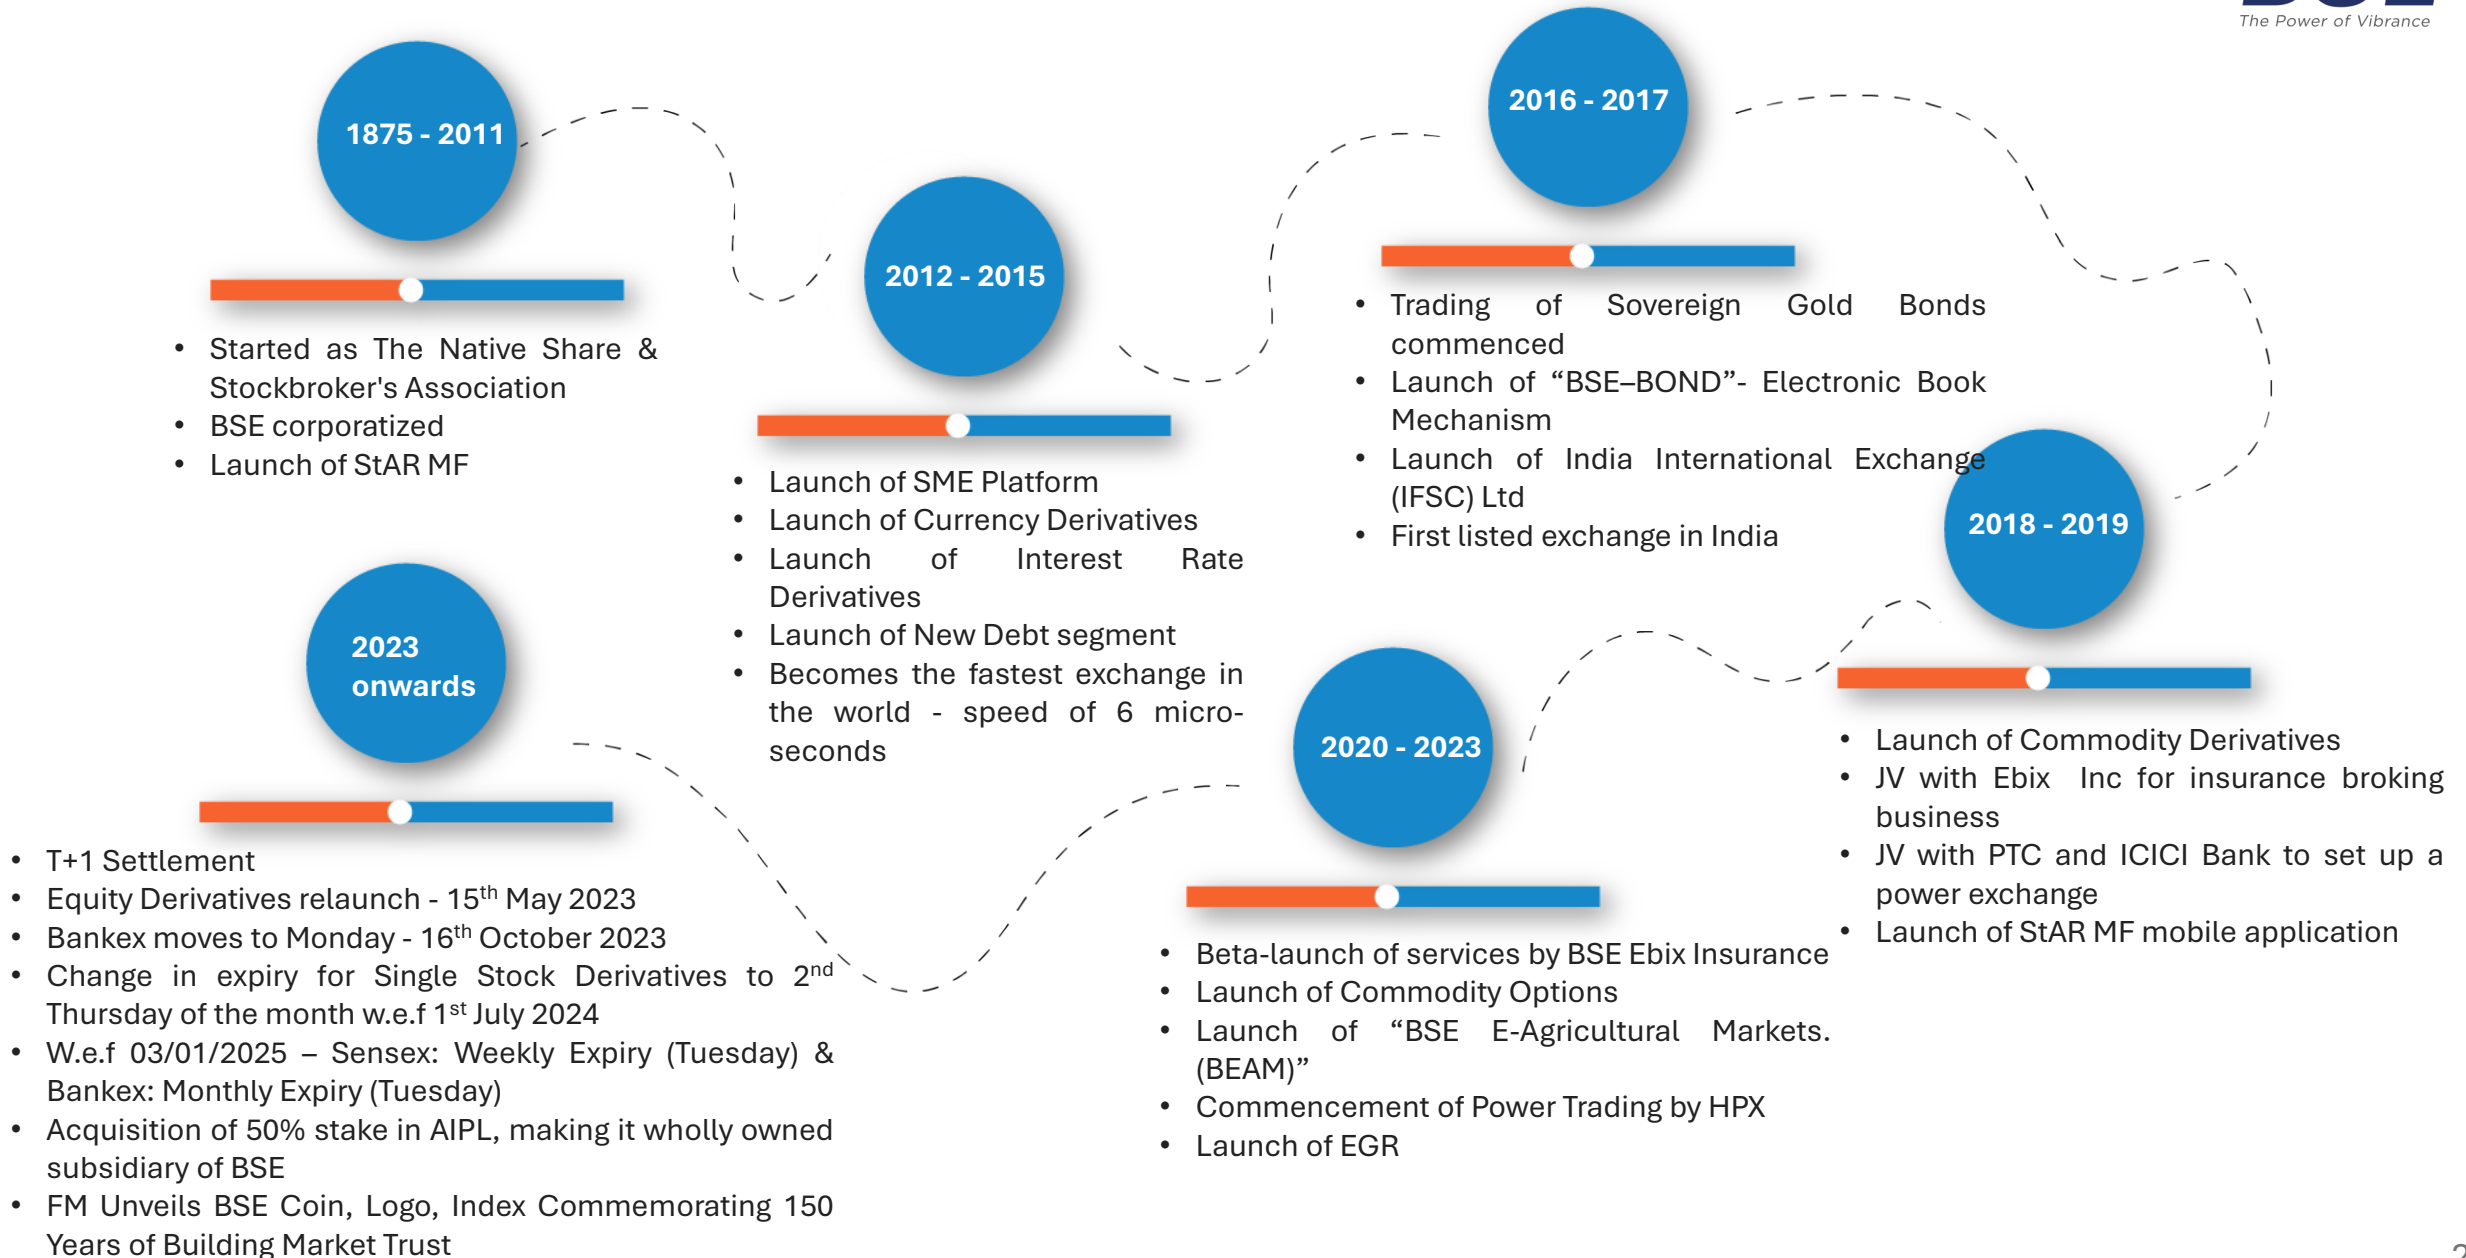 The Power of Vibrance
1875 - 2011
• Started as The Native Share &
Stockbroker's Association
• BSE corporatized
• Launch of StAR MF
2012 - 2015
• Launch of SME Platform
• Launch of Currency Derivatives
• Launch of Interest Rate
Derivatives
• Launch of New Debt segment
• Becomes the fastest exchange in
the world - speed of 6 micro-
seconds
2016 - 2017
• Trading of Sovereign Gold Bonds
commenced
• Launch of “BSE–BOND”- Electronic Book
Mechanism
• Launch of India International Exchange
(IFSC) Ltd
• First listed exchange in India
2018 - 2019
• Launch of Commodity Derivatives
• JV with Ebix Inc for insurance broking
business
• JV with PTC and ICICI Bank to set up a
power exchange
• Launch of StAR MF mobile application
2020 - 2023
• Beta-launch of services by BSE Ebix Insurance
• Launch of Commodity Options
• Launch of “BSE E-Agricultural Markets.
(BEAM)”
• Commencement of Power Trading by HPX
• Launch of EGR
2023
onwards
• T+1 Settlement
• Equity Derivatives relaunch - 15th May 2023
• Bankex moves to Monday - 16th October 2023
• Change in expiry for Single Stock Derivatives to 2nd
Thursday of the month w.e.f 1st July 2024
• W.e.f 03/01/2025 – Sensex: Weekly Expiry (Tuesday) &
Bankex: Monthly Expiry (Tuesday)
• Acquisition of 50% stake in AIPL, making it wholly owned
subsidiary of BSE
• FM Unveils BSE Coin, Logo, Index Commemorating 150
Years of Building Market Trust